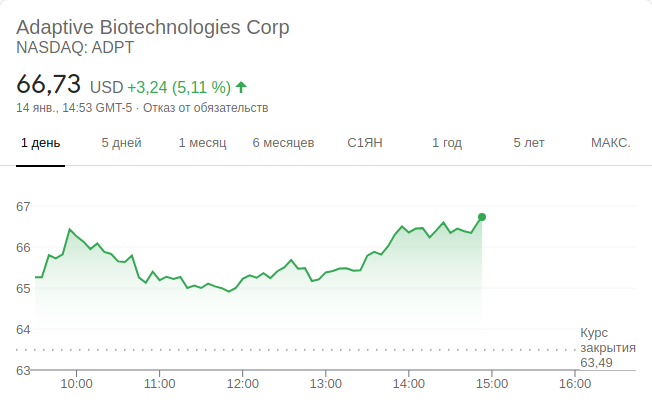 Adaptive Biotechnologies Corp
NASDAQ: ADPT
66,73 USD +3,24 (5,11 %)
14 янв., 14:53 GMT-5 · Отказ от обязательств
1 день 5 дней 1 месяц 6 месяцев С1ЯН 1 год 5 лет МАКС.
67
66
65
64
Курс
закрытия
63,49
63
10:00 11:00 12:00 13:00 14:00 15:00 16:00